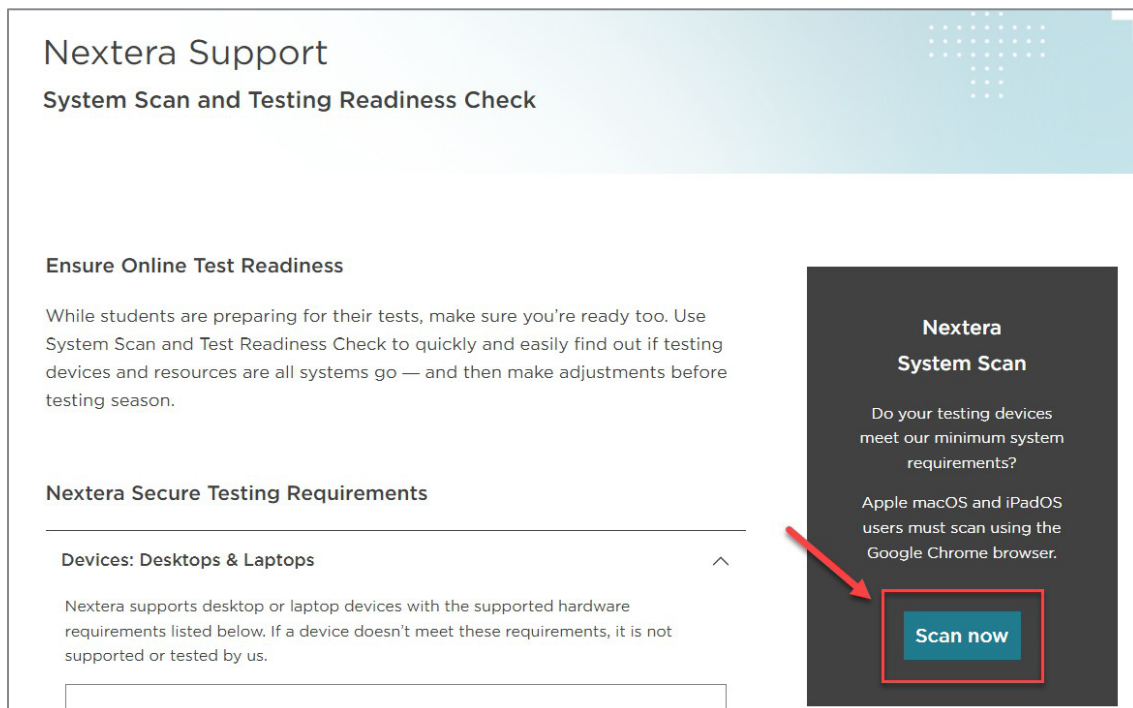 Nextera Support
System Scan and Testing Readiness Check
Ensure Online Test Readiness
While students are preparing for their tests, make sure you’re ready too. Use
System Scan and Test Readiness Check to quickly and easily find out if testing
devices and resources are all systems go — and then make adjustments before
testing season.
Nextera Secure Testing Requirements
Devices: Desktops & Laptops
Nextera supports desktop or laptop devices with the supported hardware
requirements listed below. If a device doesn’t meet these requirements, it is not
supported or tested by us.
Nextera
System Scan
Do your testing devices
meet our minimum system
requirements?
Apple macOS and iPadOS
users must scan using the
Google Chrome browser.
Scan now